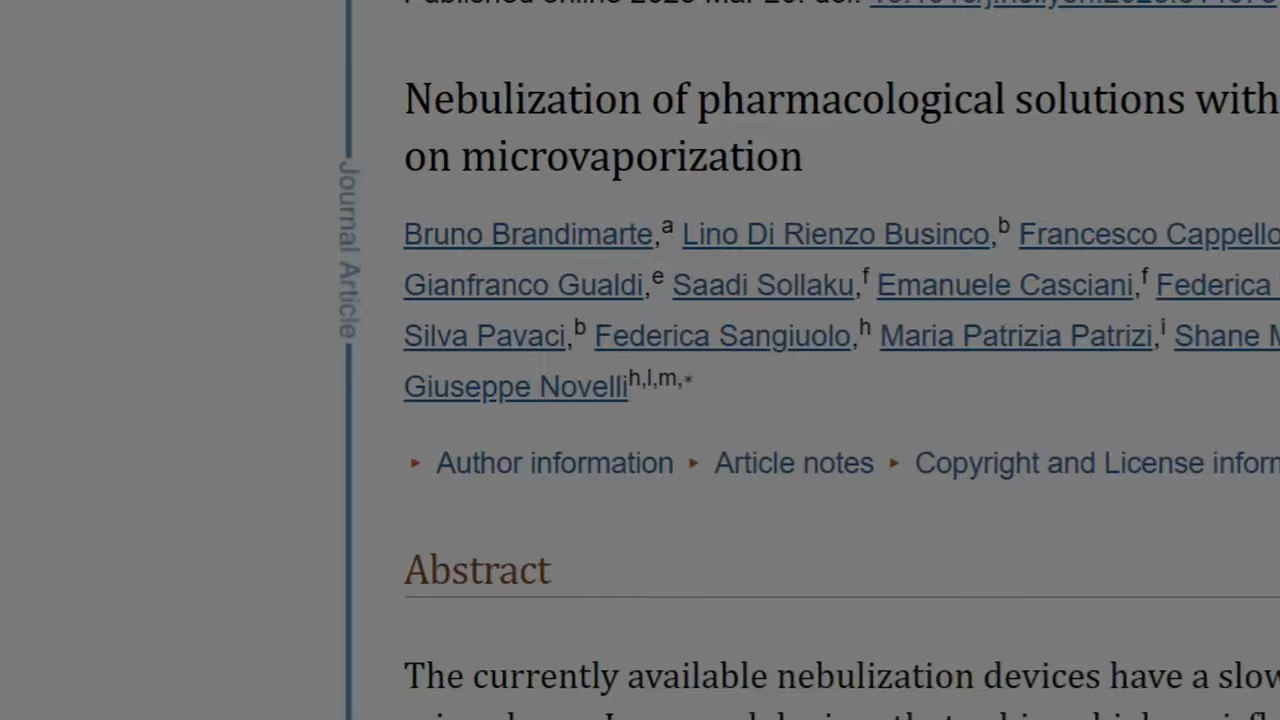 Nebulization of pharmacological solutions with
on microvaporization
Journal Article
Bruno Brandimarte,a Lino Di Rienzo Businco,b Francesco Cappello
Gianfranco Gualdi,e Saadi Sollaku,f Emanuele Casciani,f Federica
Silva Pavaci,b Federica Sangiuolo,h Maria Patrizia Patrizi,i Shane M
Giuseppe Novellih,l,m,*
▸ Author information ▸ Article notes ▸ Copyright and License inform
Abstract
The currently available nebulization devices have a slow